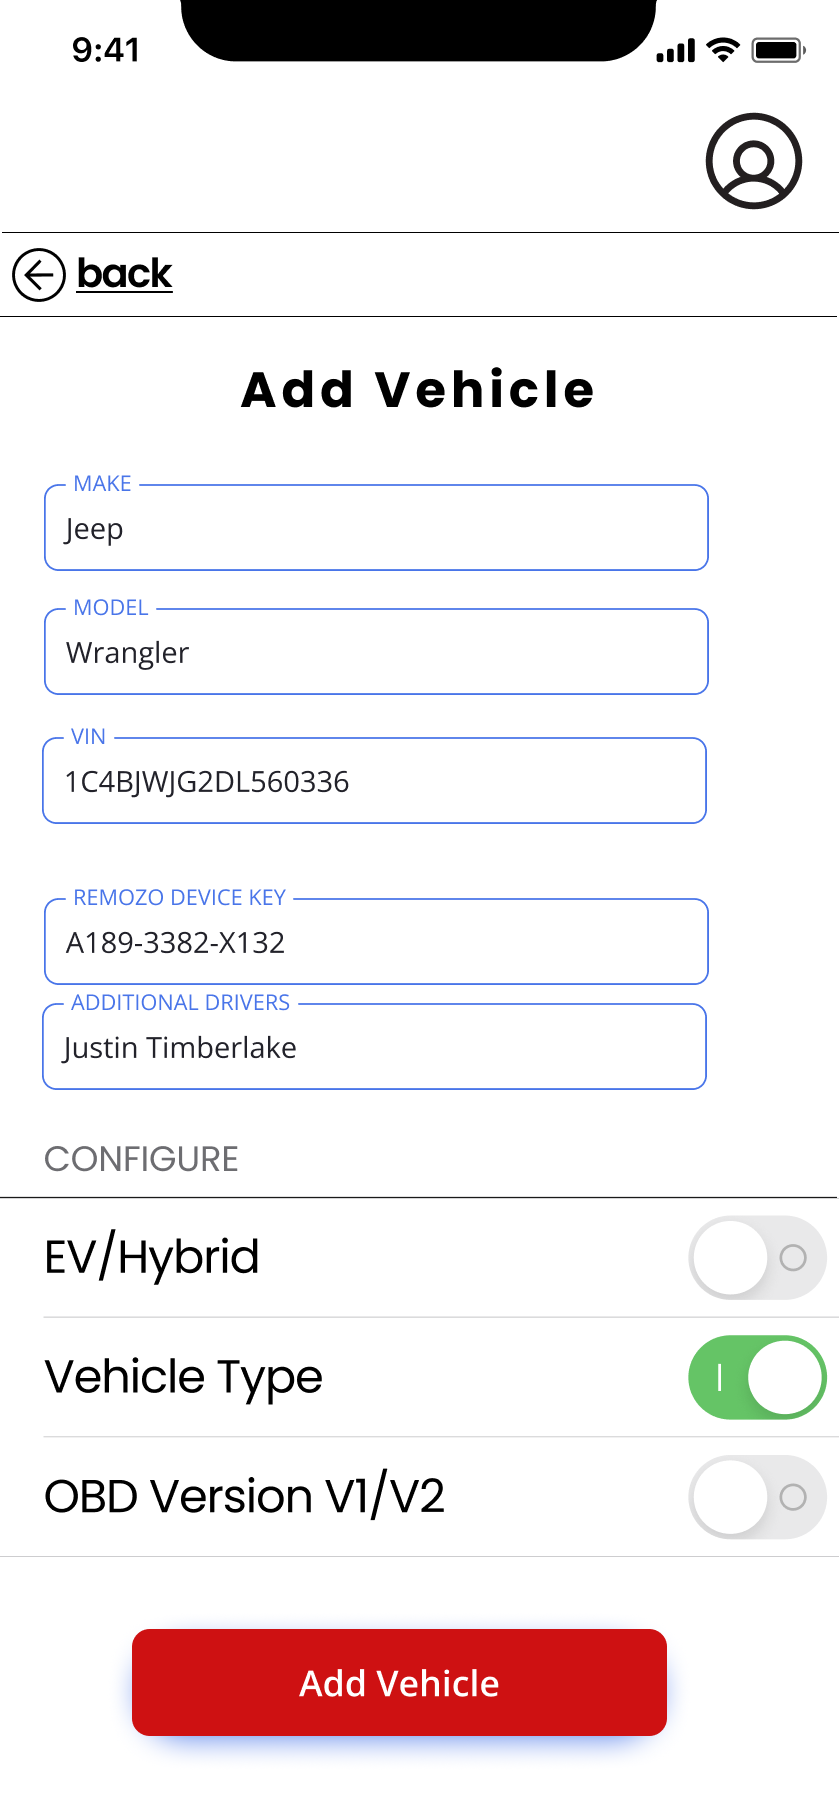 9:41
back
Add Vehicle
MAKE
Jeep
MODEL
Wrangler
VIN
1C4BJWJG2DL560336
REMOZO DEVICE KEY
A189-3382-X132
ADDITIONAL DRIVERS
Justin Timberlake
CONFIGURE
EV/Hybrid
Vehicle Type
OBD Version V1/V2
Add Vehicle